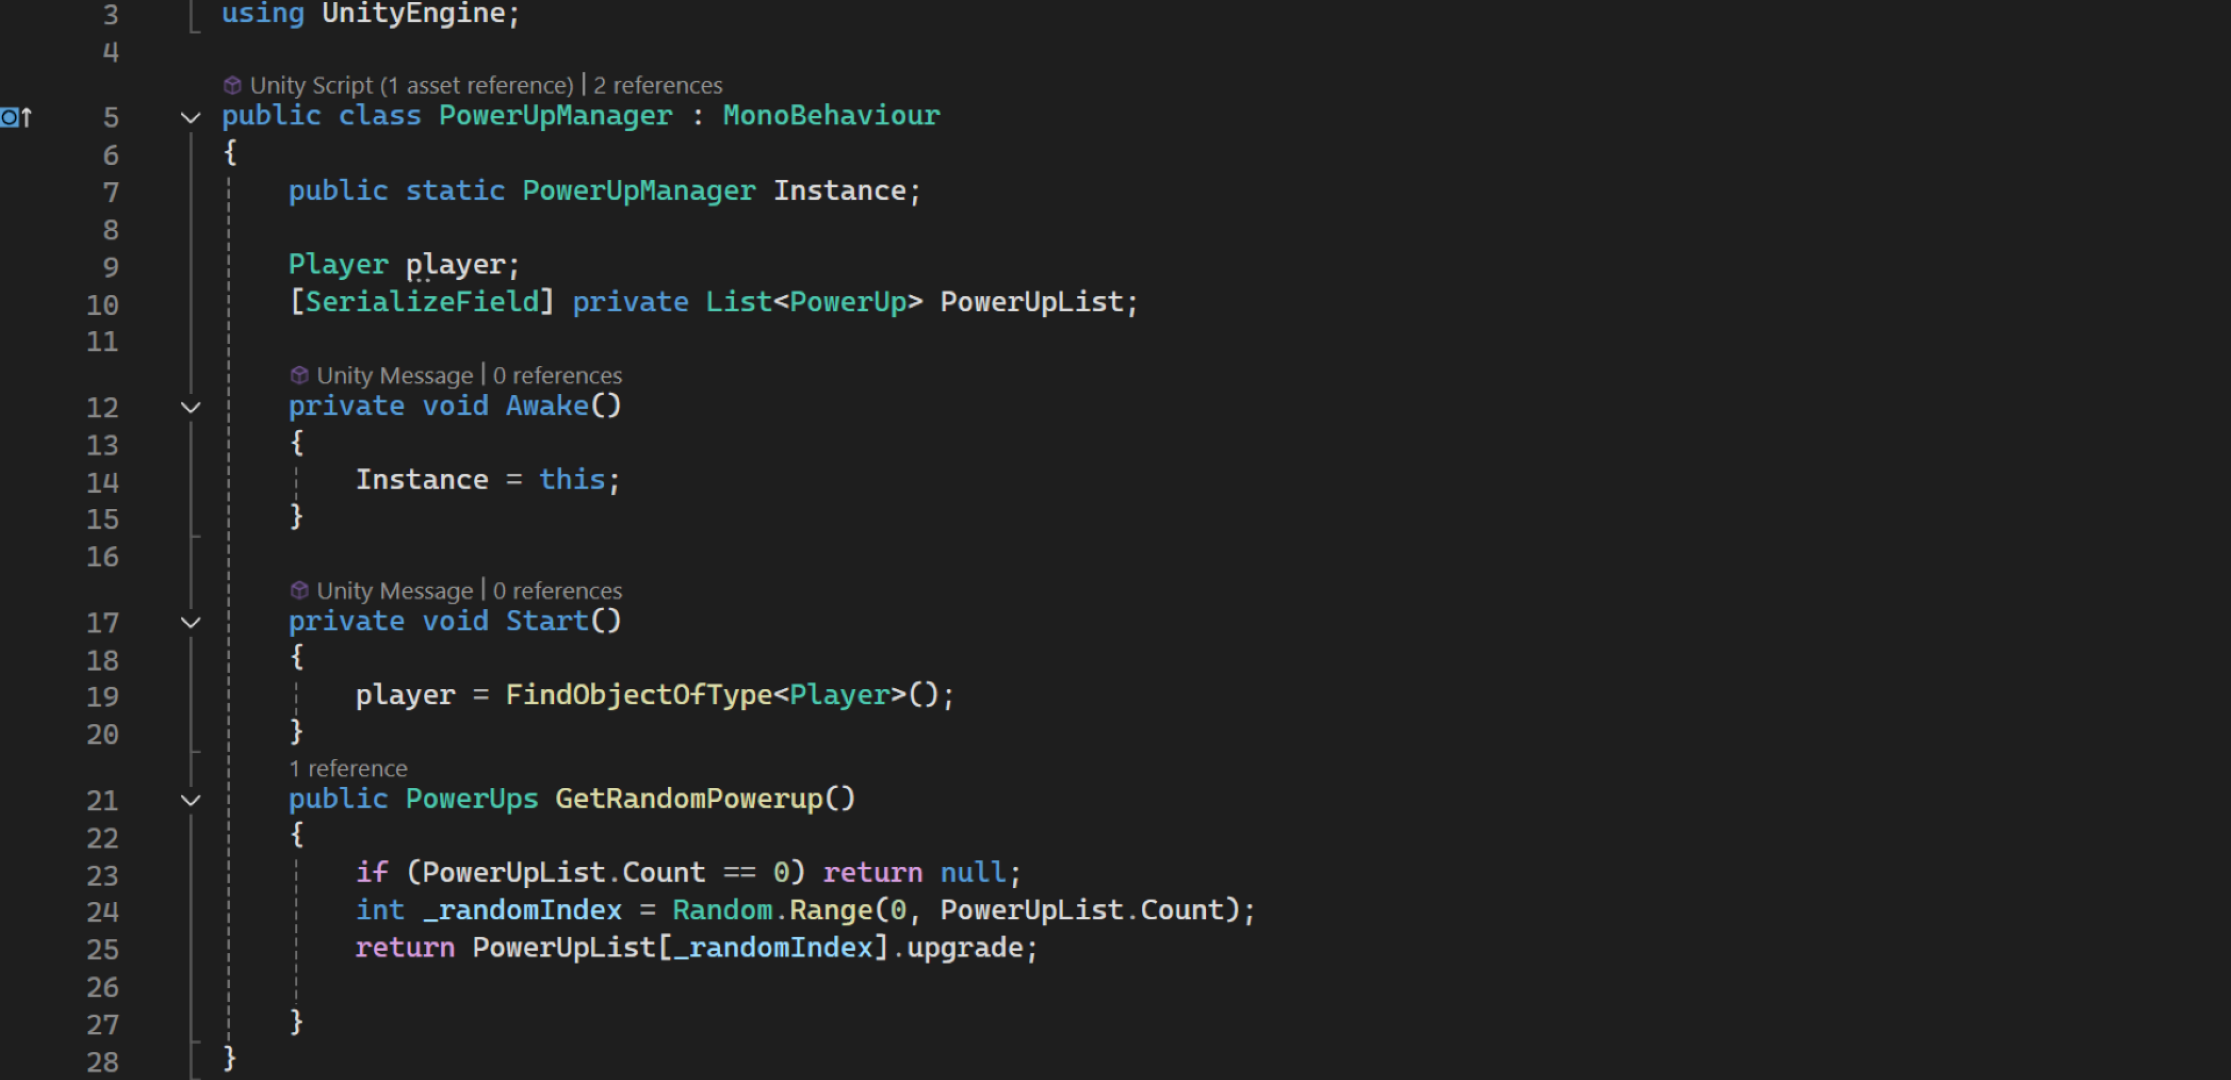 3 using UnityEngine;
4
Unity Script (1 asset reference) | 2 references
5 public class PowerUpManager : MonoBehaviour
6 {
7 public static PowerUpManager Instance;
8
9 Player player;
10 [SerializeField] private List<PowerUp> PowerUpList;
11
Unity Message | 0 references
12 private void Awake()
13 {
14 Instance = this;
15 }
16
Unity Message | 0 references
17 private void Start()
18 {
19 player = FindObjectOfType<Player>();
20 }
1 reference
21 public PowerUps GetRandomPowerup()
22 {
23 if (PowerUpList.Count == 0) return null;
24 int _randomIndex = Random.Range(0, PowerUpList.Count);
25 return PowerUpList[_randomIndex].upgrade;
26
27 }
28 }